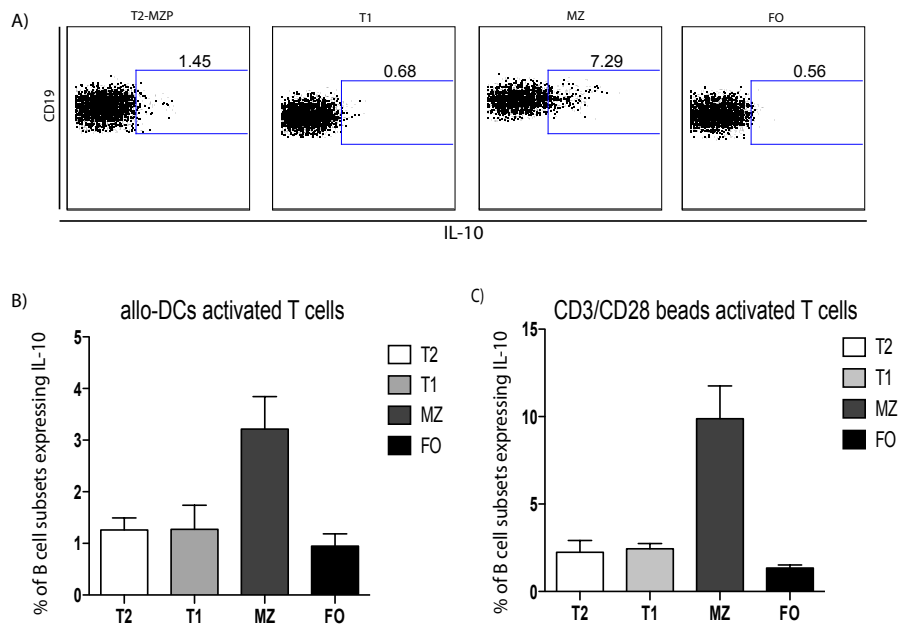 A)
T2-MZP
T1
MZ
FO
1.45
0.68
7.29
0.56
CD19
IL-10
B)
allo-DCs activated T cells
% of B cell subsets expressing IL-10
5
4
3
2
1
0
T2
T1
MZ
FO
T2
T1
MZ
FO
C)
CD3/CD28 beads activated T cells
% of B cell subsets expressing IL-10
15
10
5
0
T2
T1
MZ
FO
T2
T1
MZ
FO